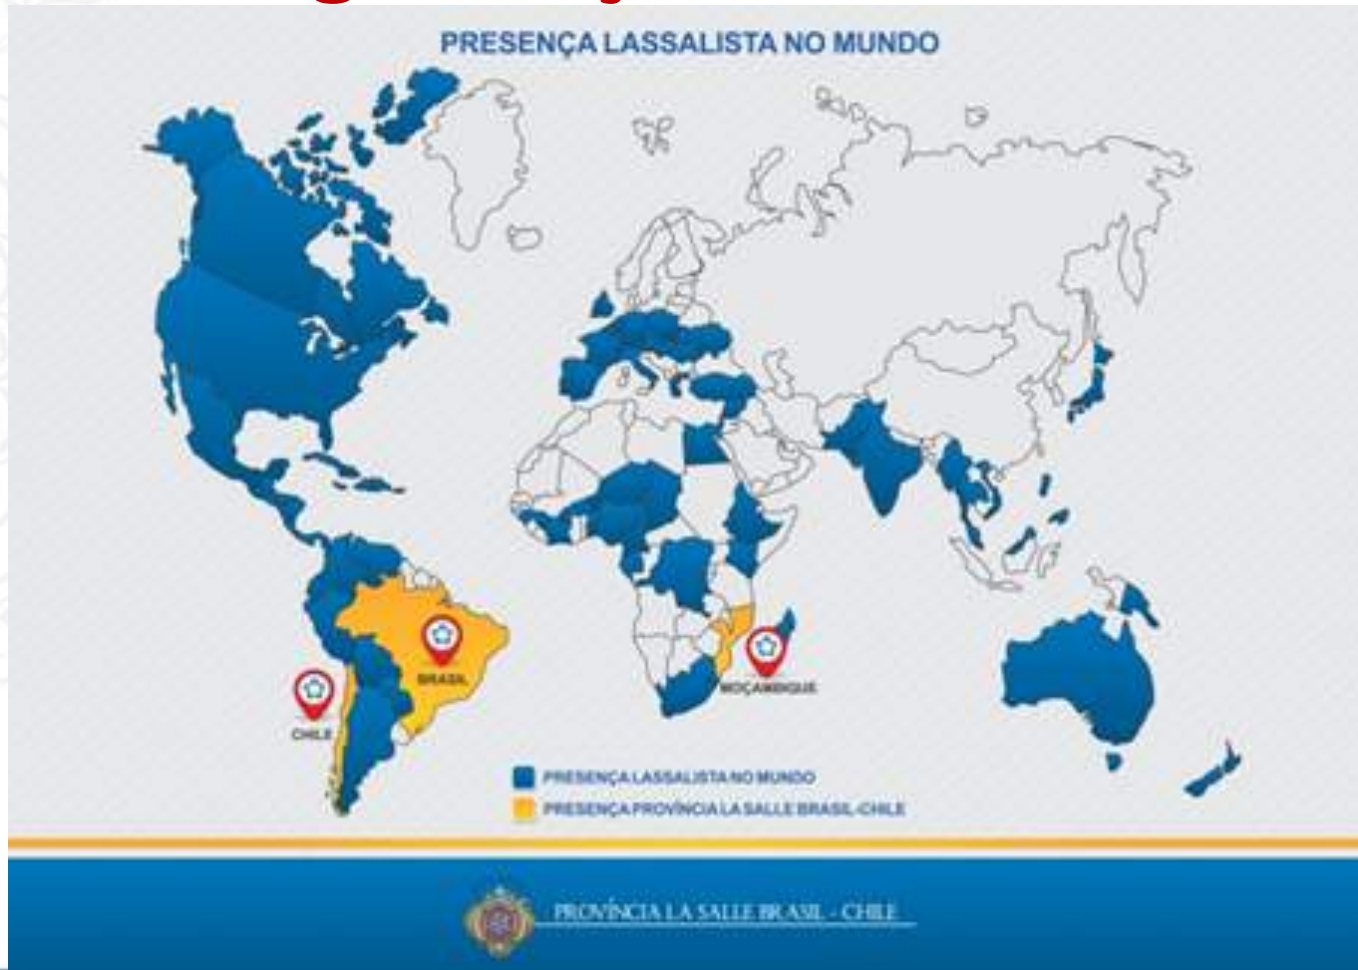 PRESENÇA LASSALISTA NO MUNDO
BRASIL
CHILE
MOÇAMBIQUE
PRESENÇA LASSALISTA NO MUNDO
PRESENÇA PROVÍNCIA LA SALLE BRASIL-CHILE
PROVÍNCIA LA SALLE BRASIL - CHILE